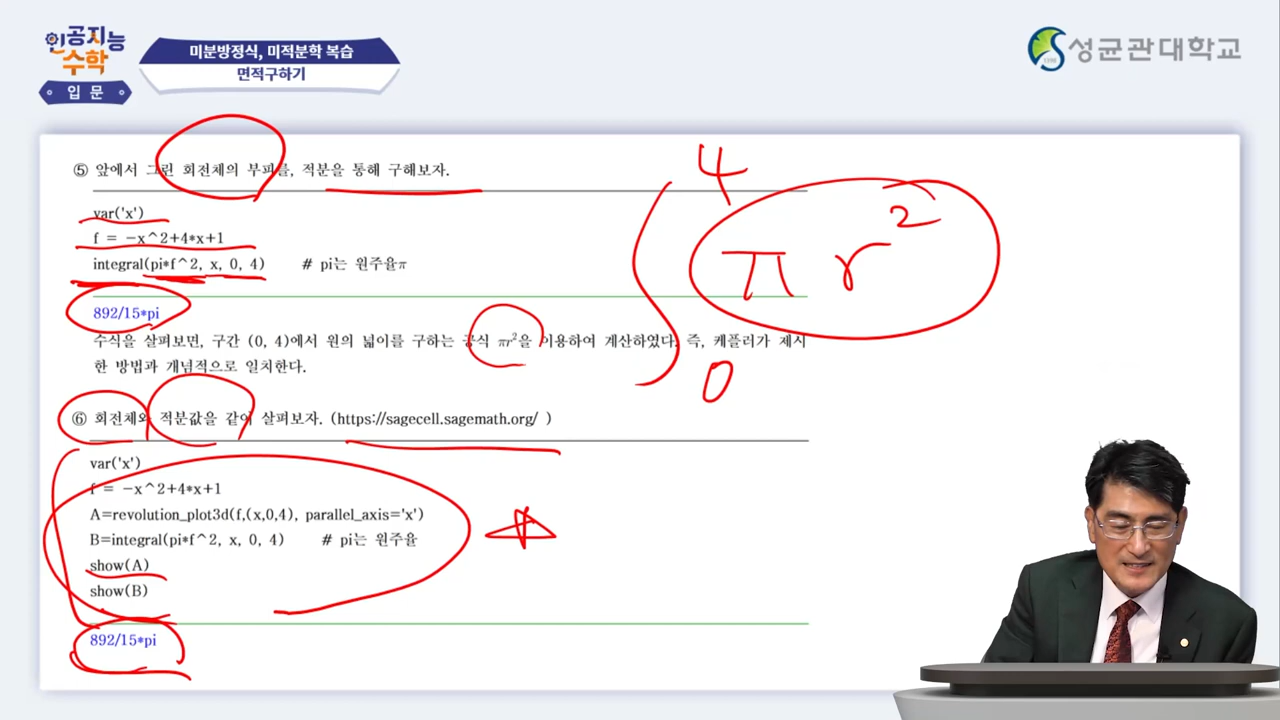 인공지능
수학
입문
미분방정식, 미적분학 복습
면적구하기
성균관대학교
⑤ 앞에서 그린 회전체의 부피를, 적분을 통해 구해보자.
var('x')
f = -x^2+4*x+1
integral(pi*f^2, x, 0, 4) # pi는 원주율π
892/15*pi
수식을 살펴보면, 구간 (0, 4)에서 원의 넓이를 구하는 공식 πr²을 이용하여 계산하였다. 즉, 케플러가 제시
한 방법과 개념적으로 일치한다.
4
∫ π r²
0
⑥ 회전체와 적분값을 같이 살펴보자. (https://sagecell.sagemath.org/ )
var('x')
f = -x^2+4*x+1
A=revolution_plot3d(f,(x,0,4), parallel_axis='x')
B=integral(pi*f^2, x, 0, 4) # pi는 원주율
show(A)
show(B)
892/15*pi